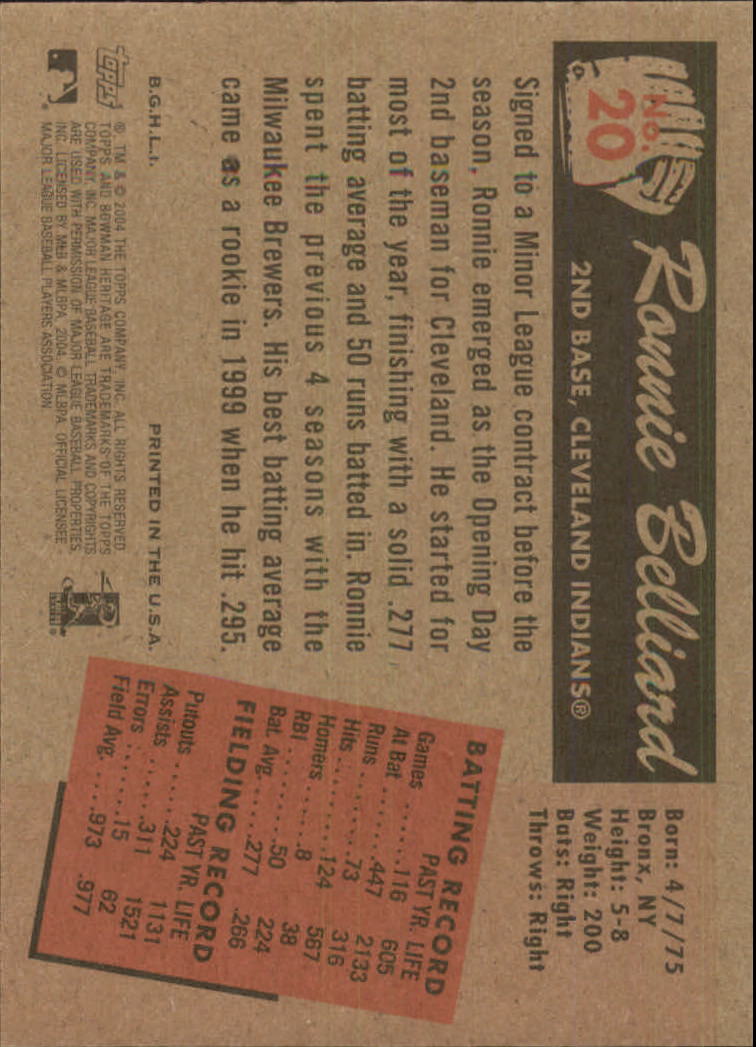 No.
20
Ronnie Belliard
2ND BASE, CLEVELAND INDIANS®
Born: 4/7/75
Bronx, NY
Height: 5-8
Weight: 200
Bats: Right
Throws: Right
Signed to a Minor League contract before the
season, Ronnie emerged as the Opening Day
2nd baseman for Cleveland. He started for
most of the year, finishing with a solid .277
batting average and 50 runs batted in. Ronnie
spent the previous 4 seasons with the
Milwaukee Brewers. His best batting average
came as a rookie in 1999 when he hit .295.
BATTING RECORD
PAST YR. LIFE
Games ......116 605
At Bat ......447 2133
Runs ........73 316
Hits ........124 567
Homers ......8 38
RBI ........50 224
Bat. Avg. ....277 .266
FIELDING RECORD
PAST YR. LIFE
Putouts .....224 1131
Assists .....311 1521
Errors ......15 62
Field Avg. ....973 .977
B.G.H.L.I. PRINTED IN THE U.S.A.
TOPPS
® TM & © 2004 THE TOPPS COMPANY, INC. ALL RIGHTS RESERVED
TOPPS AND BOWMAN HERITAGE ARE TRADEMARKS OF THE TOPPS
COMPANY, INC. MAJOR LEAGUE BASEBALL TRADEMARKS AND COPYRIGHTS
ARE USED WITH PERMISSION OF MAJOR LEAGUE BASEBALL PROPERTIES,
INC. LICENSED BY MLB & MLBPA, 2004. © MLBPA. OFFICIAL LICENSEE
MAJOR LEAGUE BASEBALL PLAYERS ASSOCIATION